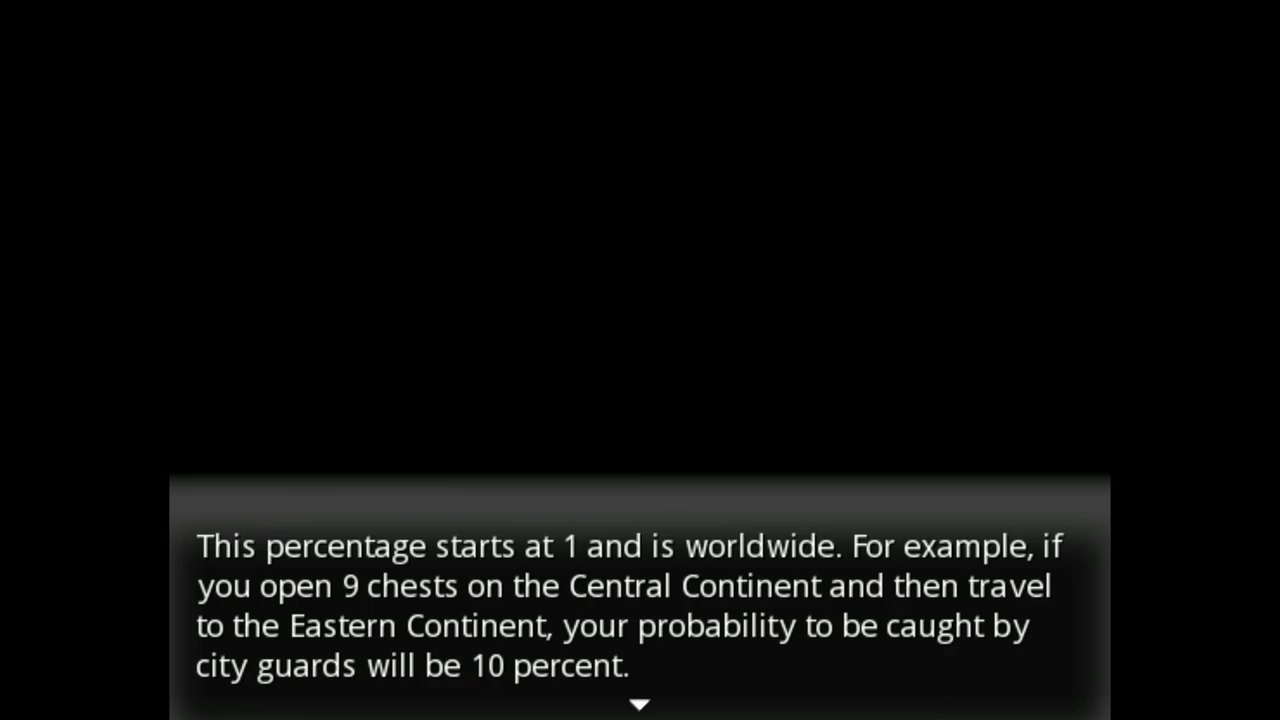 This percentage starts at 1 and is worldwide. For example, if
you open 9 chests on the Central Continent and then travel
to the Eastern Continent, your probability to be caught by
city guards will be 10 percent.